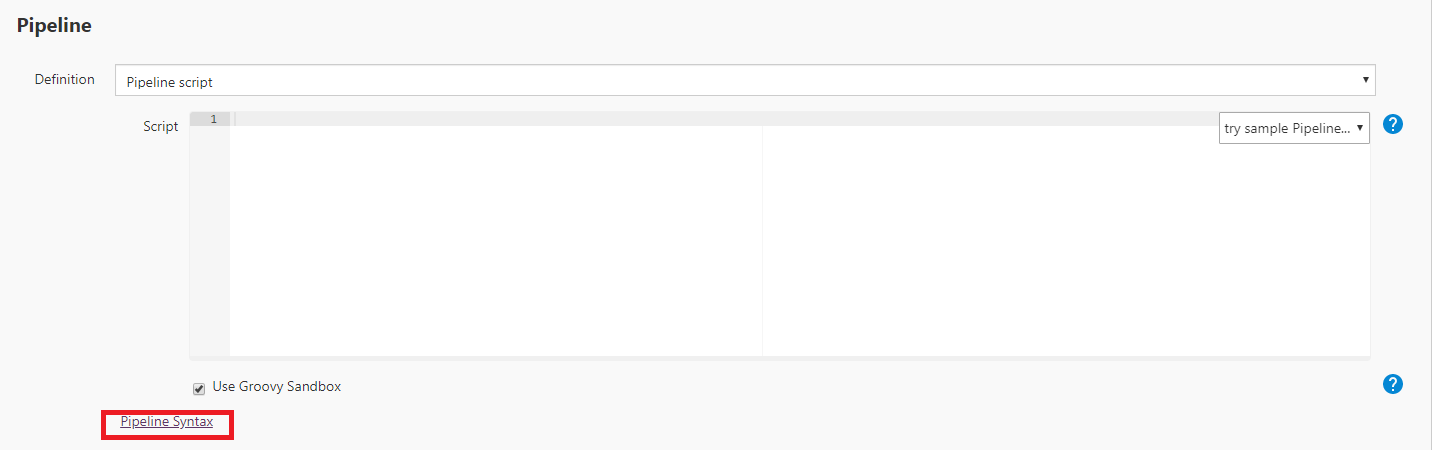 Pipeline
Definition
Pipeline script
Script
1
try sample Pipeline...
?
Use Groovy Sandbox
?
Pipeline Syntax